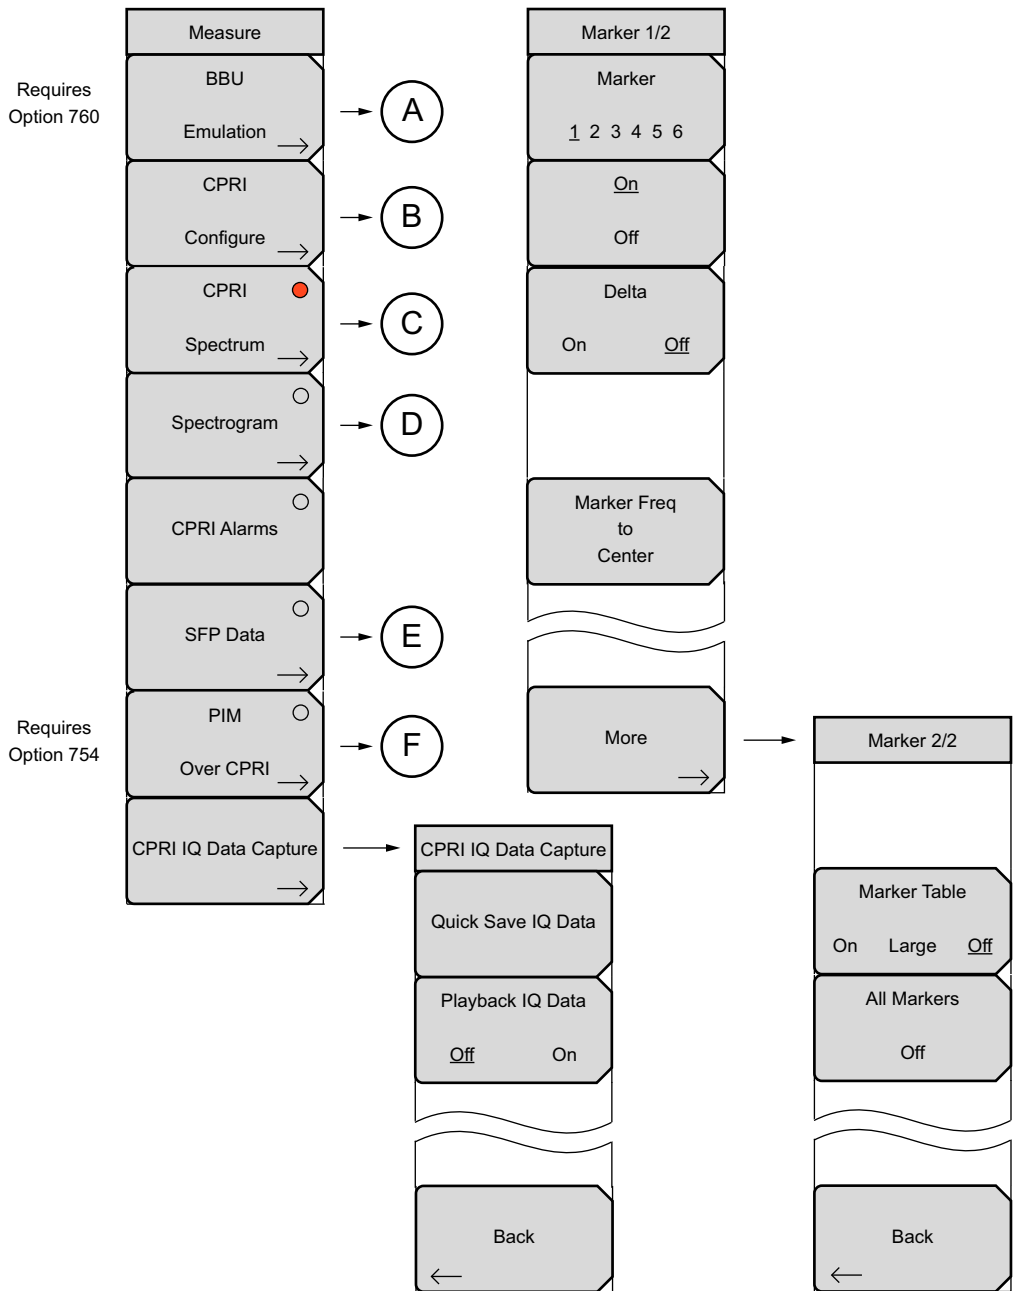 Measure
Requires
Option 760
BBU
Emulation
A
CPRI
Configure
B
CPRI
Spectrum
C
Spectrogram
D
CPRI Alarms
SFP Data
E
Requires
Option 754
PIM
Over CPRI
F
CPRI IQ Data Capture
CPRI IQ Data Capture
Quick Save IQ Data
Playback IQ Data
Off On
Back
Marker 1/2
Marker
1 2 3 4 5 6
On
Off
Delta
On Off
Marker Freq
to
Center
More
Marker 2/2
Marker Table
On Large Off
All Markers
Off
Back